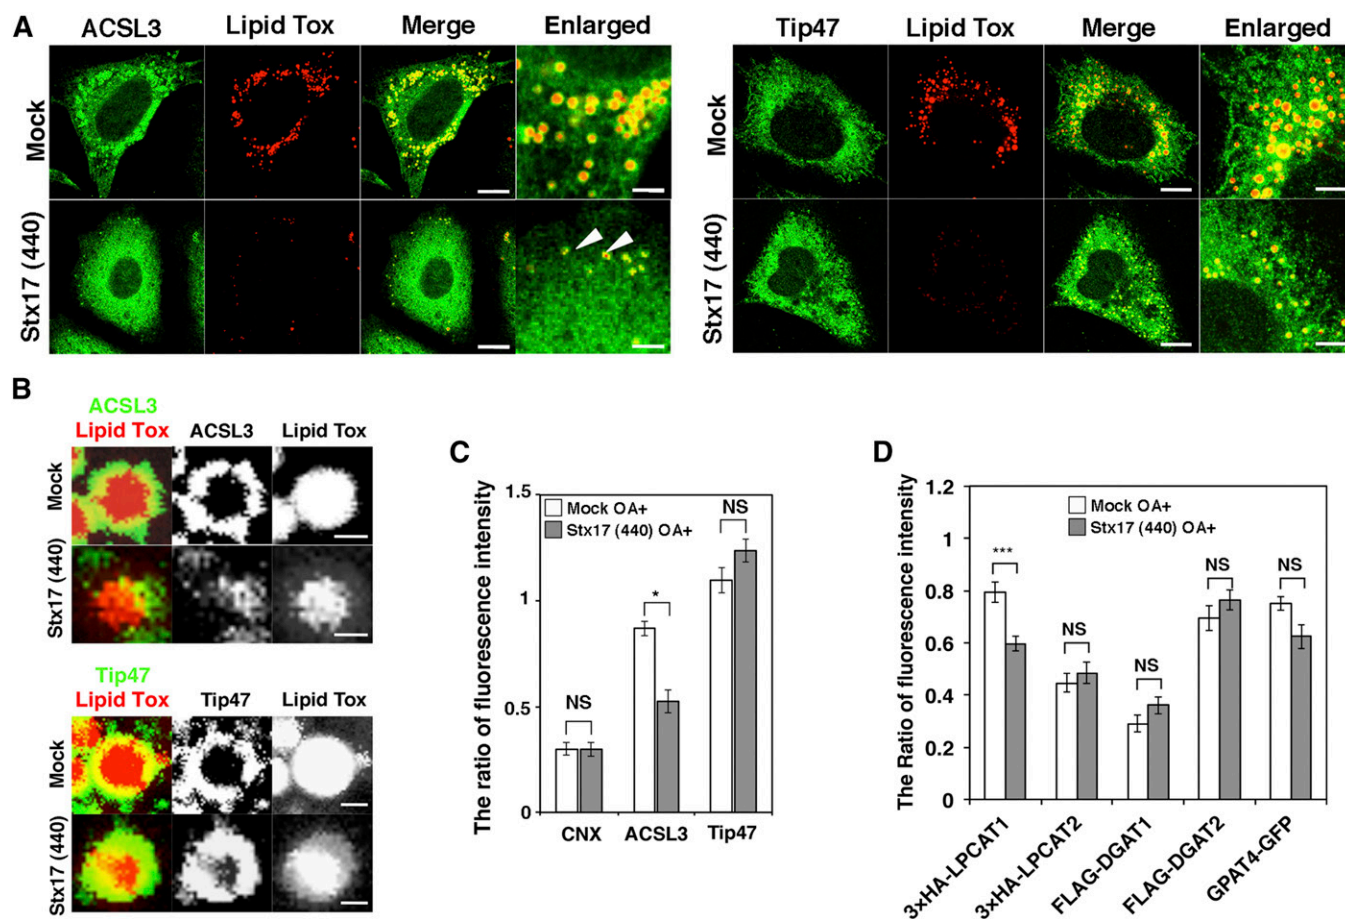 A
ACSL3 Lipid Tox Merge Enlarged
Tip47 Lipid Tox Merge Enlarged
Mock
Mock
Stx17 (440)
Stx17 (440)
B
ACSL3
Lipid Tox ACSL3 Lipid Tox
Mock
Stx17 (440)
Tip47
Lipid Tox Tip47 Lipid Tox
Mock
Stx17 (440)
C
The ratio of fluorescence intensity
1.5
1
0.5
0
Mock OA+
Stx17 (440) OA+
NS
*
NS
CNX ACSL3 Tip47
D
The Ratio of fluorescence intensity
1.2
1
0.8
0.6
0.4
0.2
0
Mock OA+
Stx17 (440) OA+
***
NS
NS
NS
NS
3×HA-LPCAT1
3×HA-LPCAT2
FLAG-DGAT1
FLAG-DGAT2
GPAT4-GFP